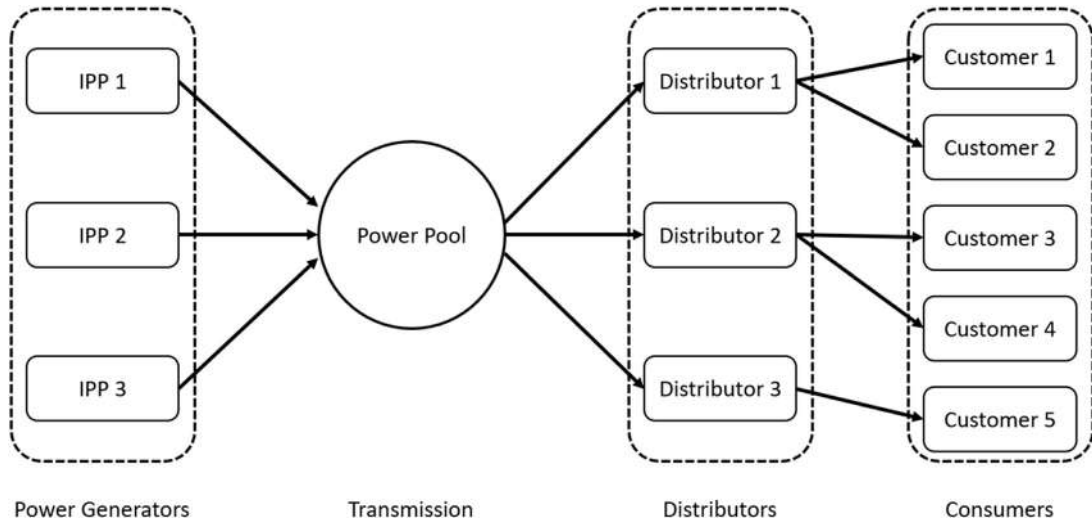 IPP 1
IPP 2
IPP 3
Power Pool
Distributor 1
Distributor 2
Distributor 3
Customer 1
Customer 2
Customer 3
Customer 4
Customer 5
Power Generators
Transmission
Distributors
Consumers